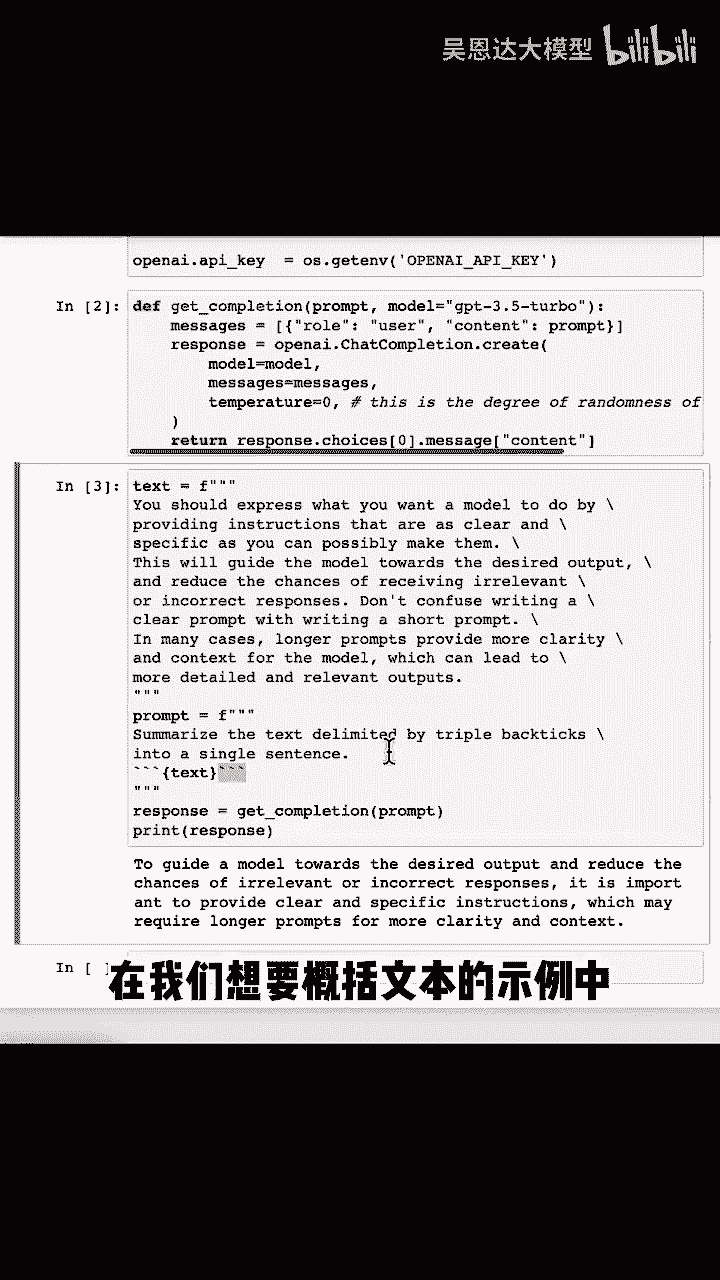 吴恩达大模型 bilibili
openai.api_key  = os.getenv('OPENAI_API_KEY')
In [2]: def get_completion(prompt, model="gpt-3.5-turbo"):
    messages = [{"role": "user", "content": prompt}]
    response = openai.ChatCompletion.create(
        model=model,
        messages=messages,
        temperature=0, # this is the degree of randomness of
    )
    return response.choices[0].message["content"]
In [3]: text = f"""
You should express what you want a model to do by \
providing instructions that are as clear and \
specific as you can possibly make them. \
This will guide the model towards the desired output, \
and reduce the chances of receiving irrelevant \
or incorrect responses. Don't confuse writing a \
clear prompt with writing a short prompt. \
In many cases, longer prompts provide more clarity \
and context for the model, which can lead to \
more detailed and relevant outputs.
"""
prompt = f"""
Summarize the text delimited by triple backticks \
into a single sentence.
```{text}```
"""
response = get_completion(prompt)
print(response)
To guide a model towards the desired output and reduce the
chances of irrelevant or incorrect responses, it is import
ant to provide clear and specific instructions, which may
require longer prompts for more clarity and context.
In [ ]
在我们想要概括文本的示例中